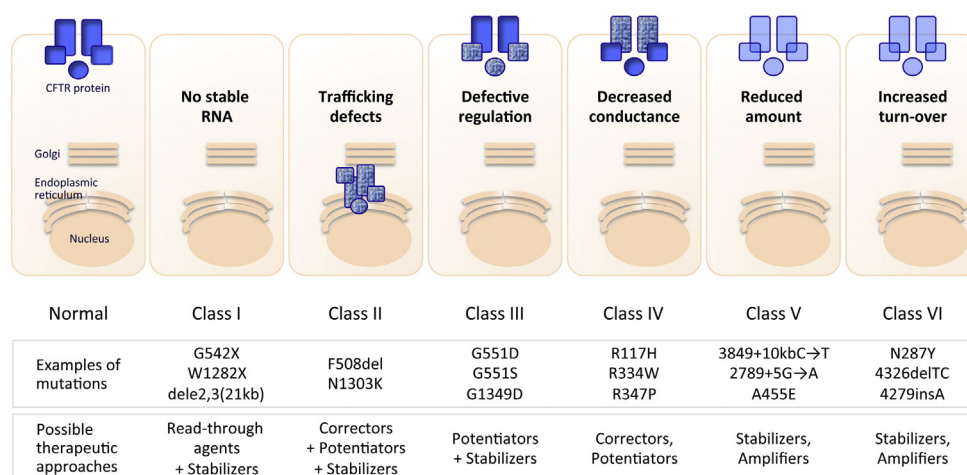 CFTR protein
Golgi
Endoplasmic
reticulum
Nucleus
No stable
RNA
Trafficking
defects
Defective
regulation
Decreased
conductance
Reduced
amount
Increased
turn-over
Normal
Class I
Class II
Class III
Class IV
Class V
Class VI
Examples of
mutations
G542X
W1282X
dele2,3(21kb)
F508del
N1303K
G551D
G551S
G1349D
R117H
R334W
R347P
3849+10kbC→T
2789+5G→A
A455E
N287Y
4326delTC
4279insA
Possible
therapeutic
approaches
Read-through
agents
+ Stabilizers
Correctors
+ Potentiators
+ Stabilizers
Potentiators
+ Stabilizers
Correctors,
Potentiators
Stabilizers,
Amplifiers
Stabilizers,
Amplifiers